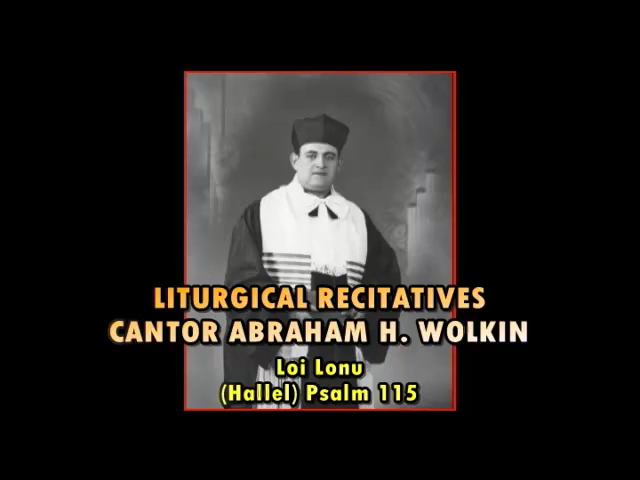 LITURGICAL RECITATIVES
CANTOR ABRAHAM H. WOLKIN
Loi Lonu
(Hallel) Psalm 115